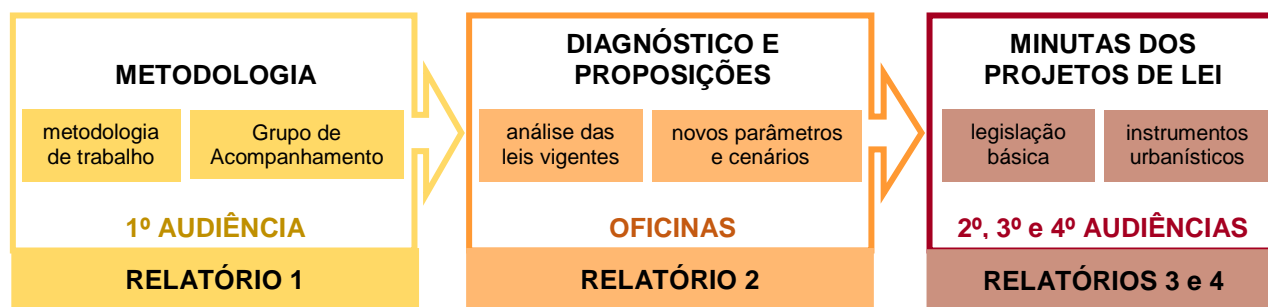 METODOLOGIA
metodologia
de trabalho
Grupo de
Acompanhamento
1º AUDIÊNCIA
RELATÓRIO 1
DIAGNÓSTICO E
PROPOSIÇÕES
análise das
leis vigentes
novos parâmetros
e cenários
OFICINAS
RELATÓRIO 2
MINUTAS DOS
PROJETOS DE LEI
legislação
básica
instrumentos
urbanísticos
2º, 3º e 4º AUDIÊNCIAS
RELATÓRIOS 3 e 4